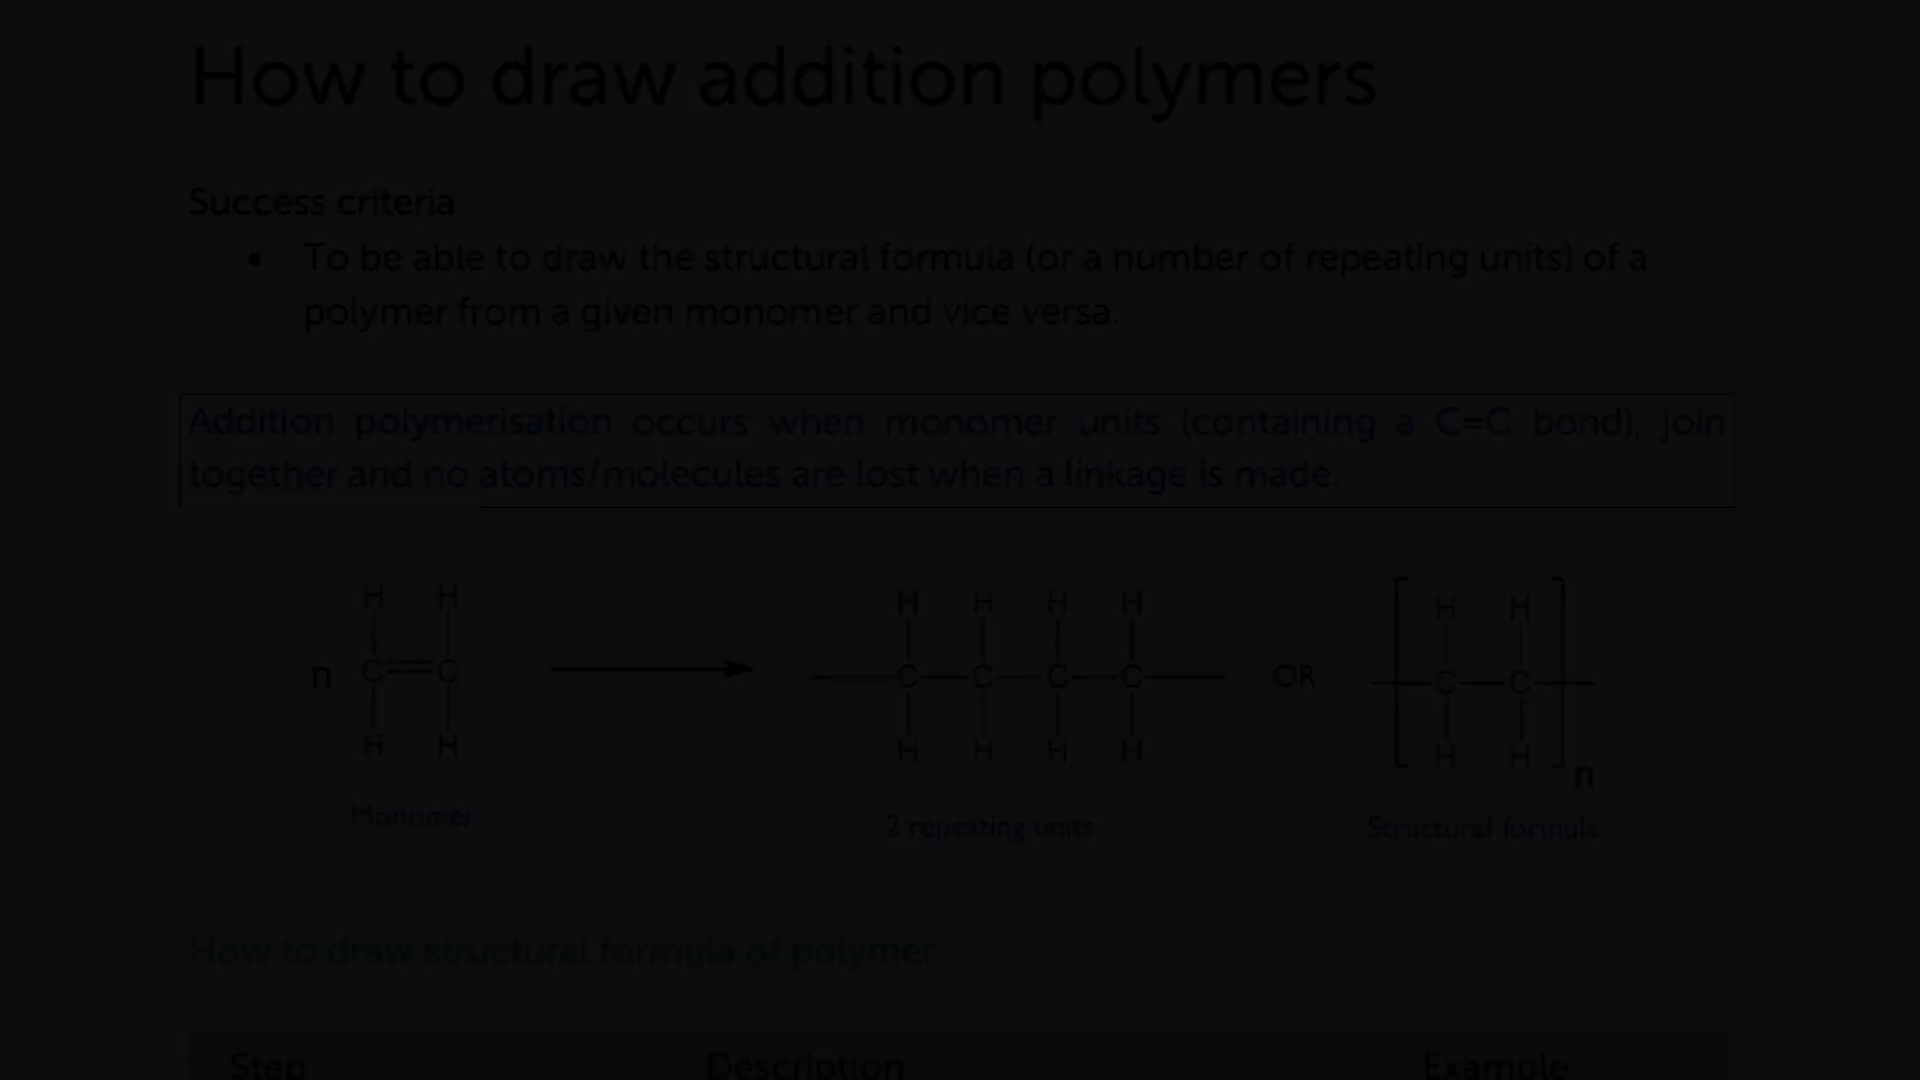 How to draw addition polymers
Success criteria
• To be able to draw the structural formula (or a number of repeating units) of a
polymer from a given monomer and vice versa.
Addition polymerisation occurs when monomer units (containing a C=C bond), join
together and no atoms/molecules are lost when a linkage is made.
H H
n C=C
H H
Monomer
H H H H
C C C C
H H H H
2 repeating units
OR
H H
C C
H H
n
Structural formula
How to draw structural formula of polymer
Step Description Example